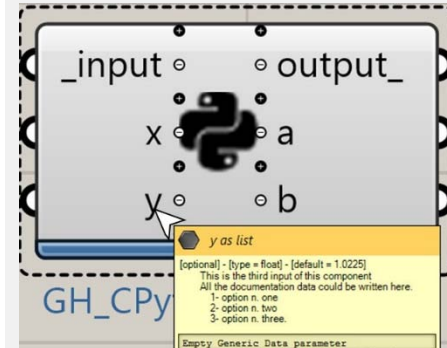 _input output_
x a
y b
y as list
[optional] - [type = float] - [default = 1.0225]
This is the third input of this component
All the documentation data could be written here.
1- option n. one
2- option n. two
3- option n. three.
Empty Generic Data parameter
GH_CPy